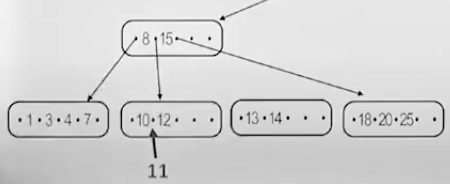 · 8 · 15 · · ·
· 1 · 3 · 4 · 7 ·
· 10 · 12 · · ·
· 13 · 14 · · ·
· 18 · 20 · 25 · ·
11